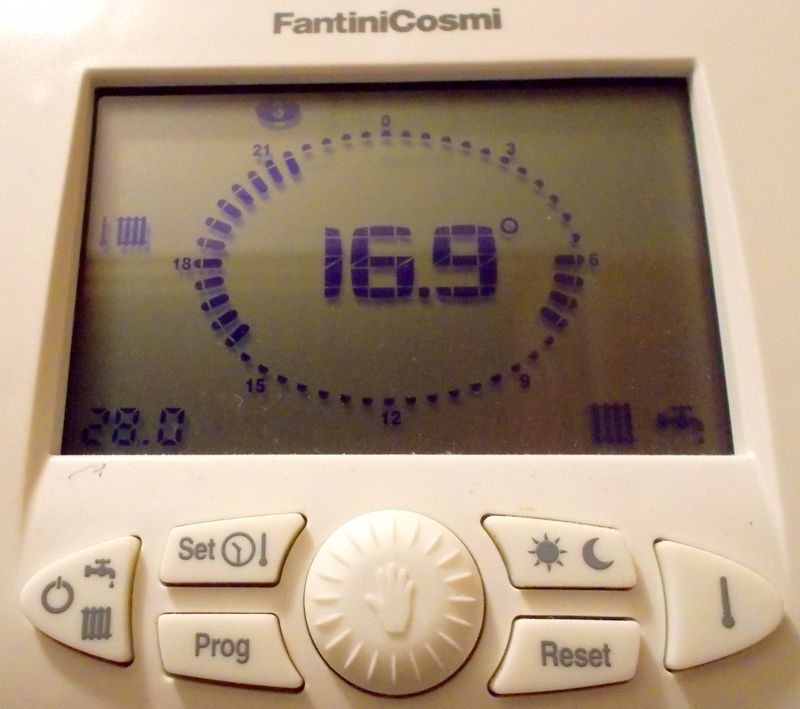 FantiniCosmi
0
21 3
16.9°
18 6
15 9
12
28.0
Set
Prog Reset